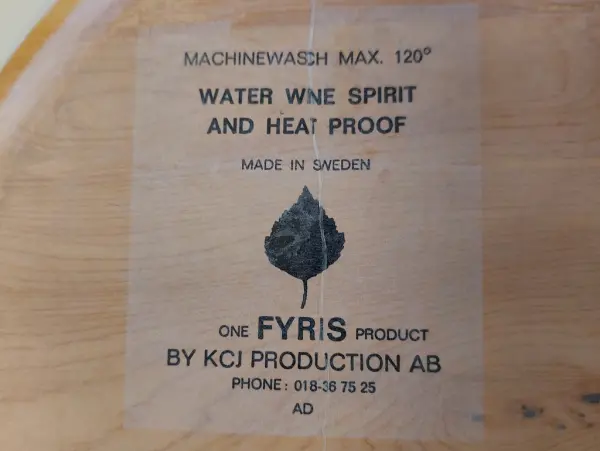 MACHINEWASCH MAX. 120°
WATER WINE SPIRIT
AND HEAT PROOF
MADE IN SWEDEN
ONE FYRIS PRODUCT
BY KCJ PRODUCTION AB
PHONE: 018-36 75 25
AD